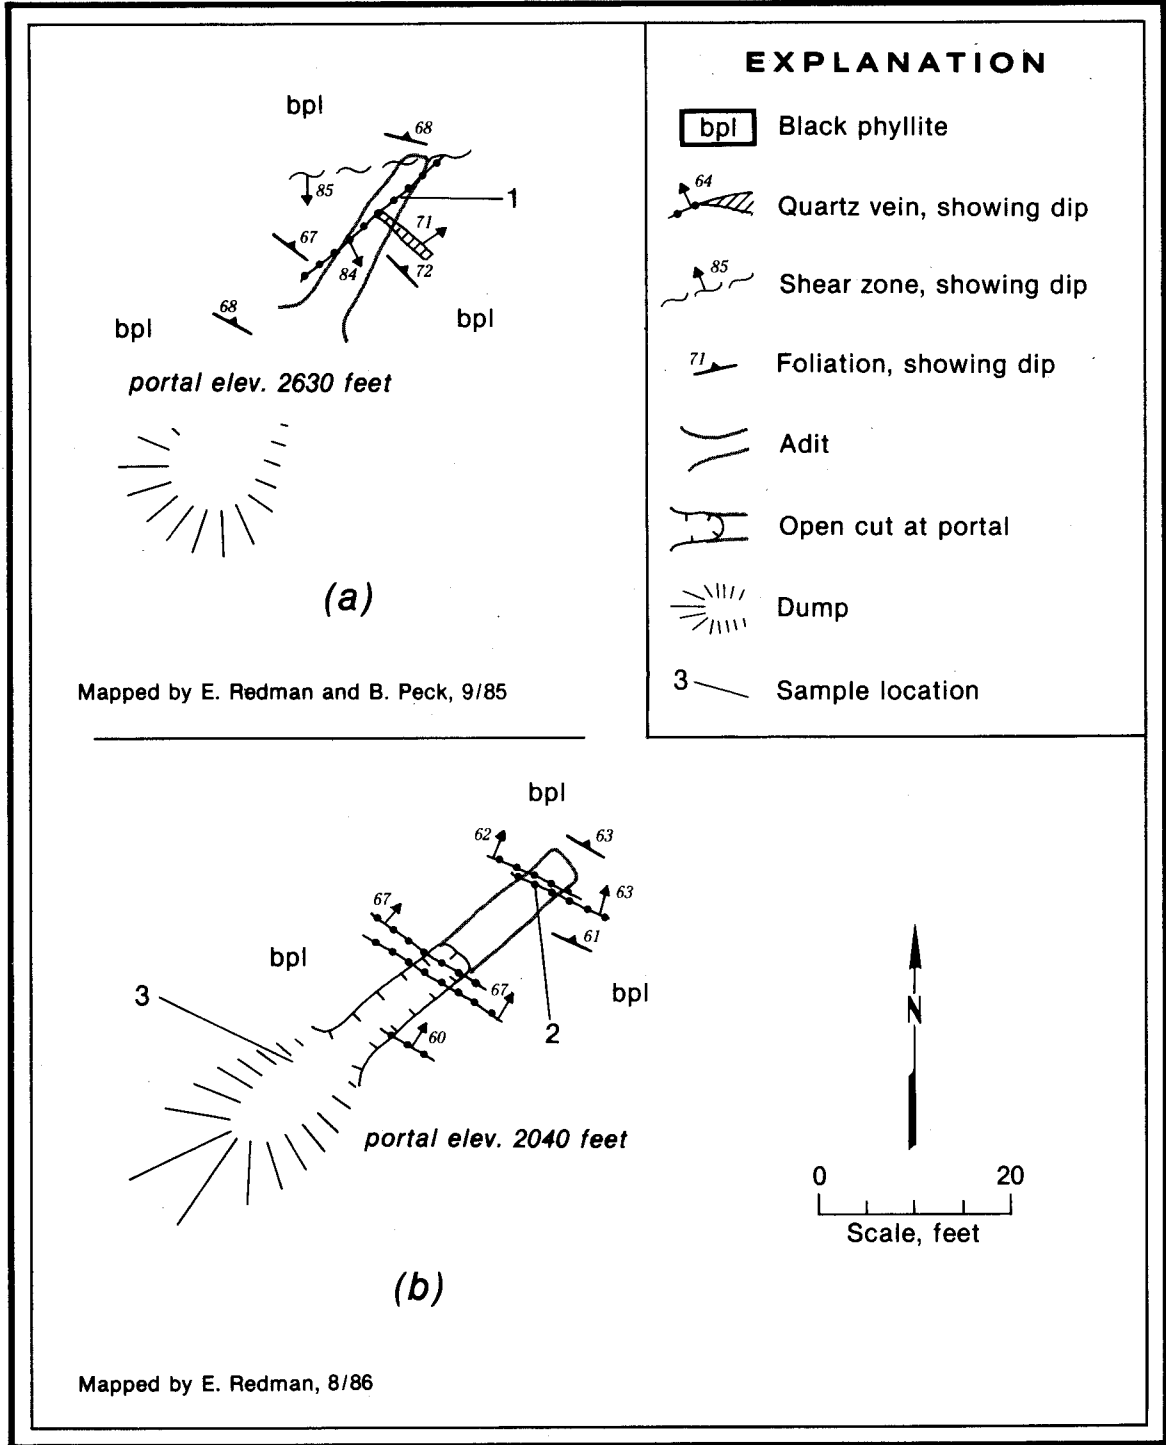 bpl
68
85
1
67
71
84
72
68
bpl
bpl
portal elev. 2630 feet
(a)
Mapped by E. Redman and B. Peck, 9/85
EXPLANATION
bpl Black phyllite
64 Quartz vein, showing dip
85 Shear zone, showing dip
71 Foliation, showing dip
Adit
Open cut at portal
Dump
3 Sample location
bpl
62
63
67
63
61
bpl
67
bpl
3
2
60
portal elev. 2040 feet
(b)
Mapped by E. Redman, 8/86
N
0 20
Scale, feet